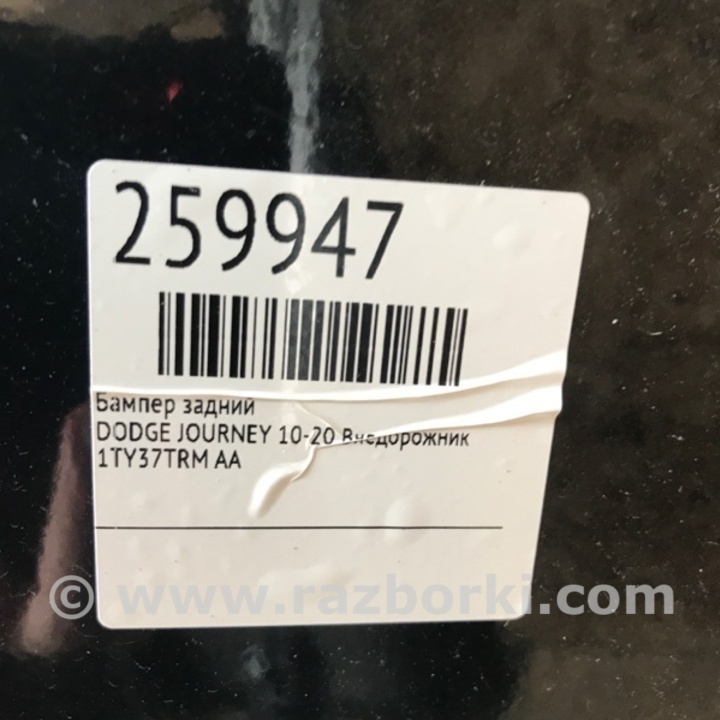 259947
Бампер задний
DODGE JOURNEY 10-20 Внедорожник
1TY37TRM AA
© www.razborki.com